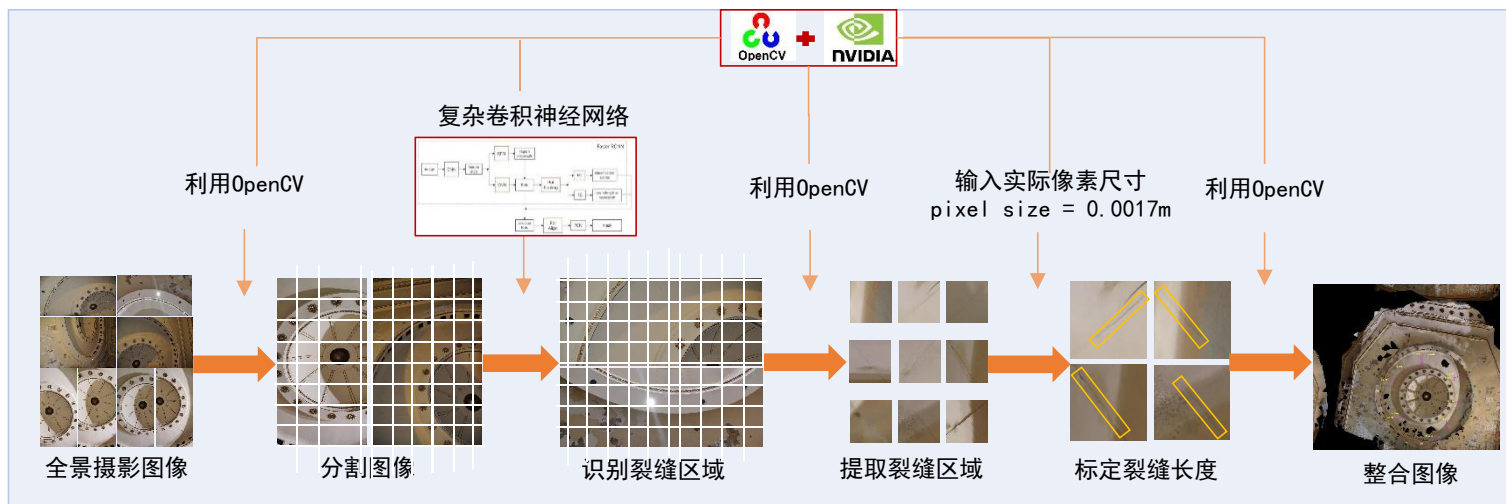 OpenCV
NVIDIA
复杂卷积神经网络
Faster RCNN
CNN
RPN
利用OpenCV
利用OpenCV
输入实际像素尺寸
pixel size = 0.0017m
利用OpenCV
全景摄影图像
分割图像
识别裂缝区域
提取裂缝区域
标定裂缝长度
整合图像